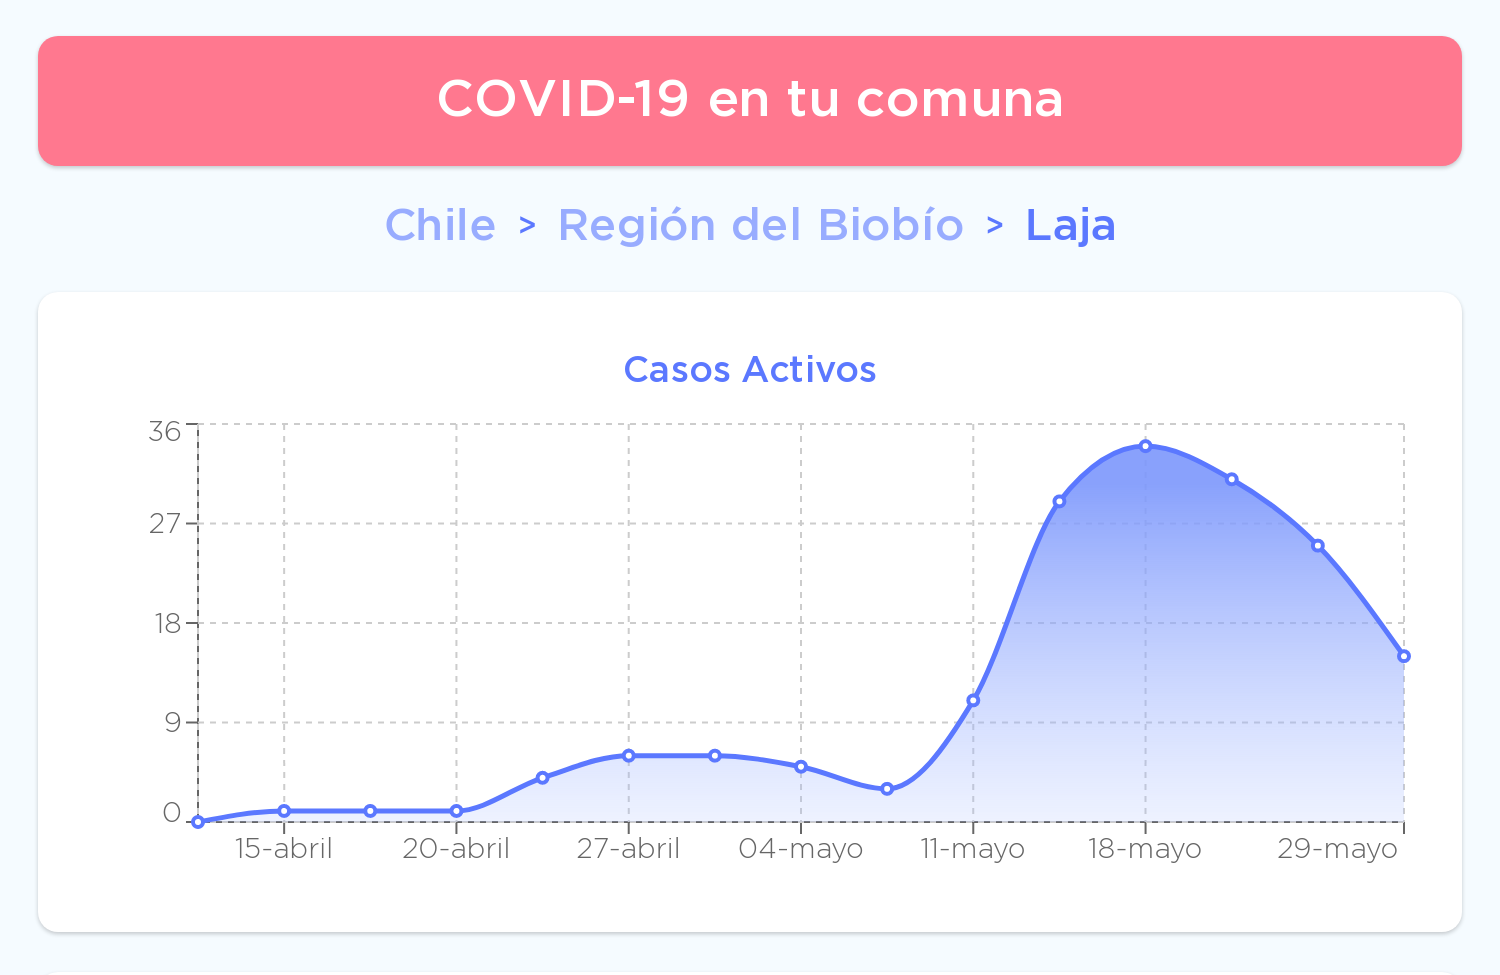 COVID-19 en tu comuna
Chile > Región del Biobío > Laja
Casos Activos
36
27
18
9
0
15-abril 20-abril 27-abril 04-mayo 11-mayo 18-mayo 29-mayo